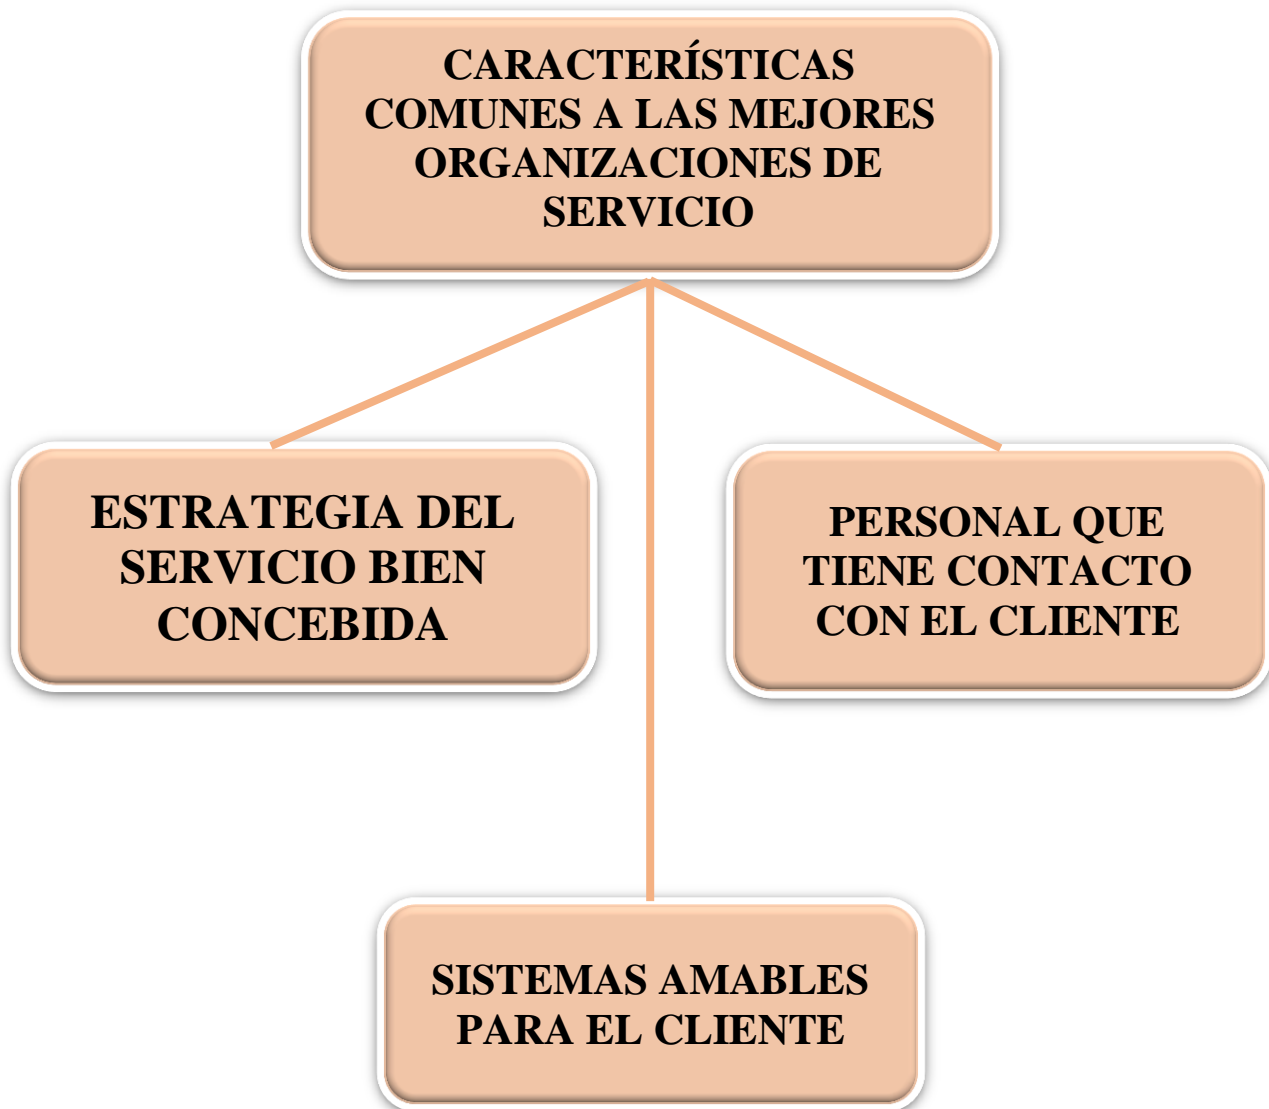 CARACTERÍSTICAS
COMUNES A LAS MEJORES
ORGANIZACIONES DE
SERVICIO
ESTRATEGIA DEL
SERVICIO BIEN
CONCEBIDA
PERSONAL QUE
TIENE CONTACTO
CON EL CLIENTE
SISTEMAS AMABLES
PARA EL CLIENTE